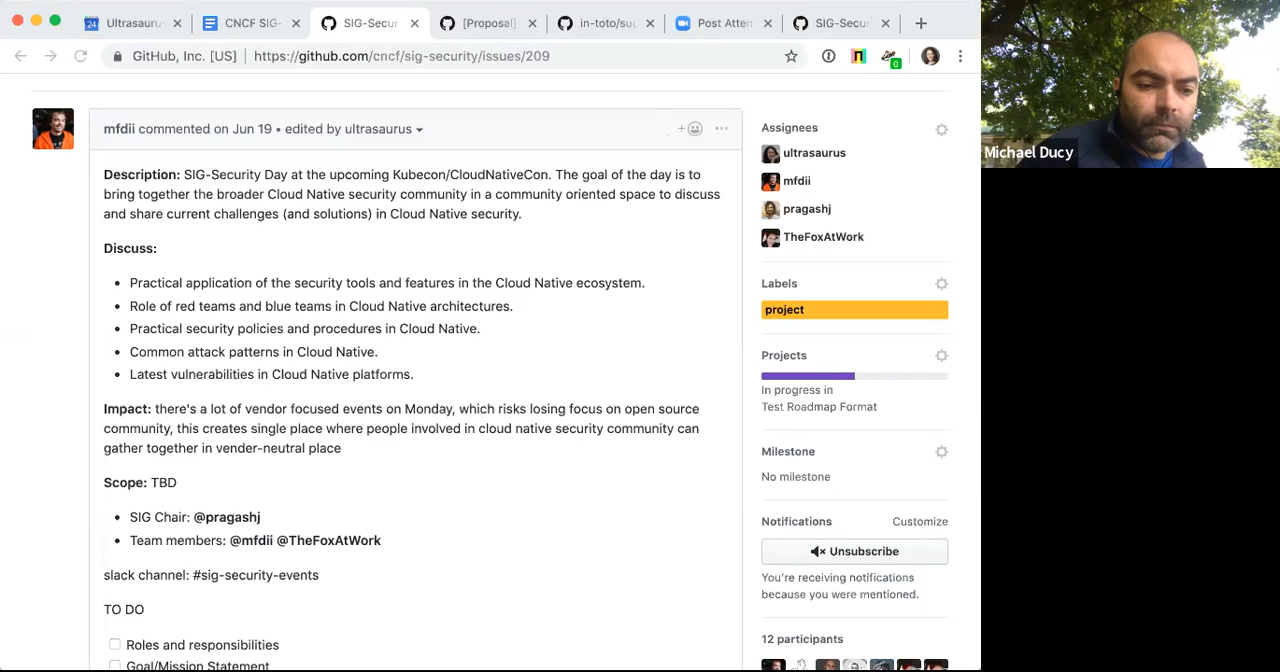 24 Ultrasauru
CNCF SIG-
SIG-Secur
[Proposal]
in-toto/su
Post Atten
SIG-Secur
GitHub, Inc. [US] https://github.com/cncf/sig-security/issues/209
0
mfdii commented on Jun 19 • edited by ultrasaurus
Description: SIG-Security Day at the upcoming Kubecon/CloudNativeCon. The goal of the day is to
bring together the broader Cloud Native security community in a community oriented space to discuss
and share current challenges (and solutions) in Cloud Native security.
Discuss:
• Practical application of the security tools and features in the Cloud Native ecosystem.
• Role of red teams and blue teams in Cloud Native architectures.
• Practical security policies and procedures in Cloud Native.
• Common attack patterns in Cloud Native.
• Latest vulnerabilities in Cloud Native platforms.
Impact: there's a lot of vendor focused events on Monday, which risks losing focus on open source
community, this creates single place where people involved in cloud native security community can
gather together in vender-neutral place
Scope: TBD
• SIG Chair: @pragashj
• Team members: @mfdii @TheFoxAtWork
slack channel: #sig-security-events
TO DO
Roles and responsibilities
Goal/Mission Statement
Assignees
ultrasaurus
mfdii
pragashj
TheFoxAtWork
Labels
project
Projects
In progress in
Test Roadmap Format
Milestone
No milestone
Notifications Customize
Unsubscribe
You're receiving notifications
because you were mentioned.
12 participants
Michael Ducy